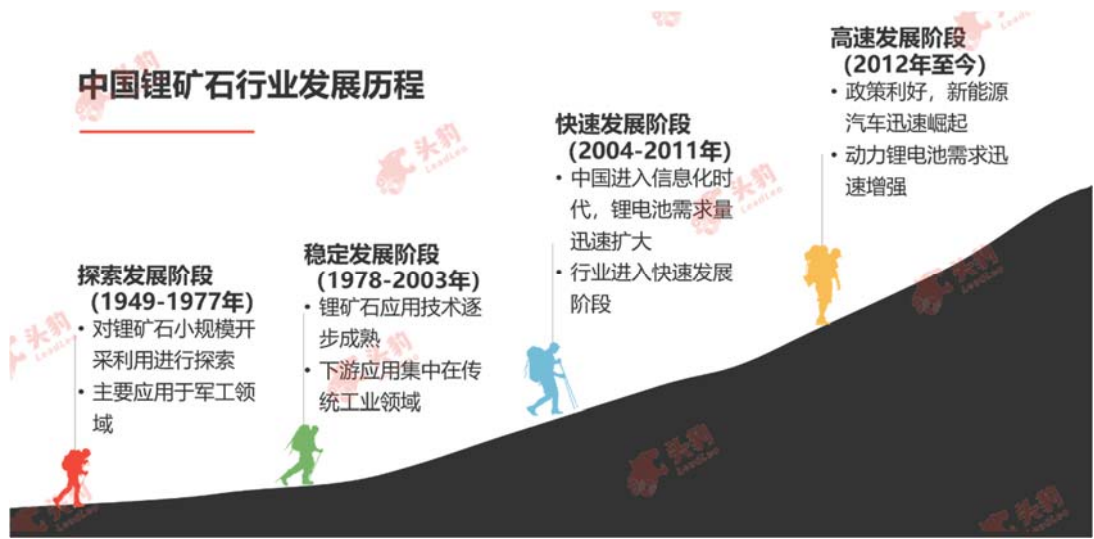 中国锂矿石行业发展历程
探索发展阶段
(1949-1977年)
• 对锂矿石小规模开
采利用进行探索
• 主要应用于军工领
域
稳定发展阶段
(1978-2003年)
• 锂矿石应用技术逐
步成熟
• 下游应用集中在传
统工业领域
快速发展阶段
(2004-2011年)
• 中国进入信息化时
代，锂电池需求量
迅速扩大
• 行业进入快速发展
阶段
高速发展阶段
(2012年至今)
• 政策利好，新能源
汽车迅速崛起
• 动力锂电池需求迅
速增强
头豹
LeadLeo